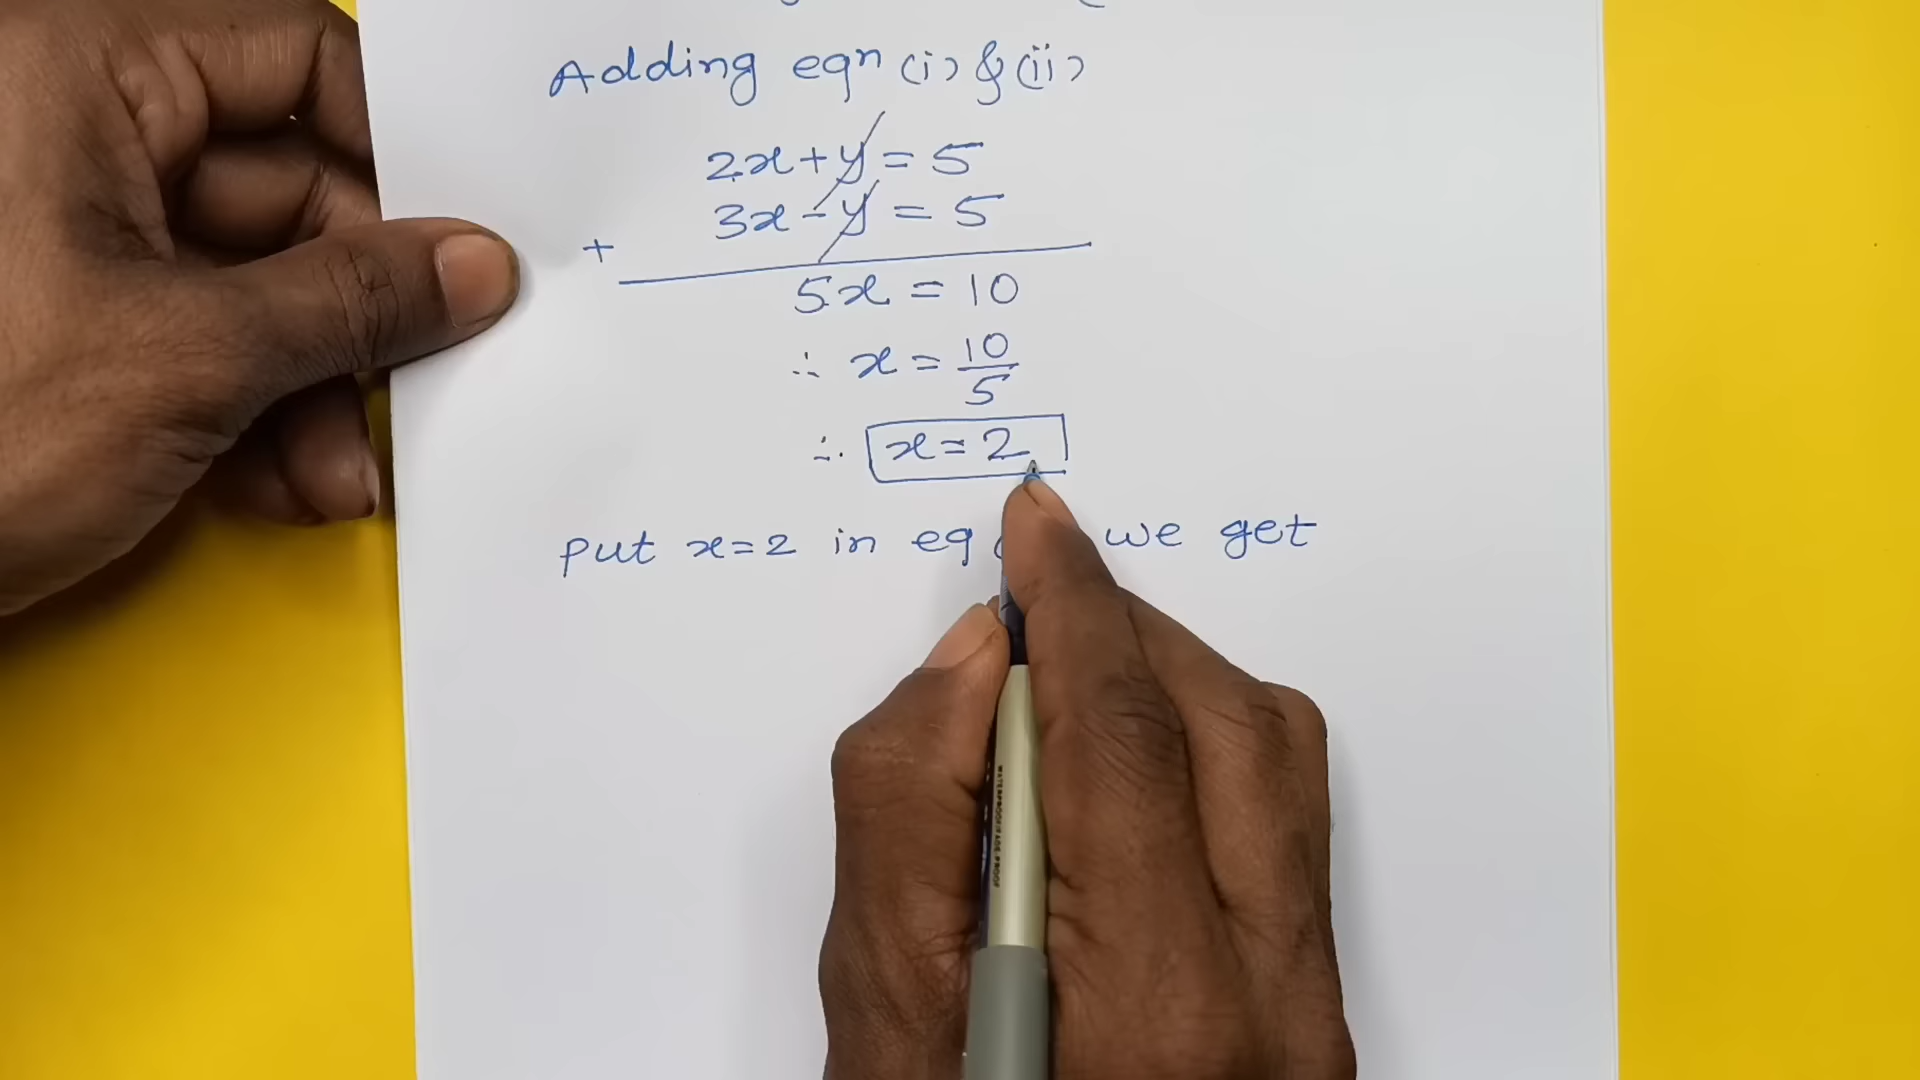 Adding eqⁿ (i) & (ii)
2x + y = 5
3x - y = 5
+
5x = 10
∴ x = 10/5
∴ x = 2
put x=2 in eq we get